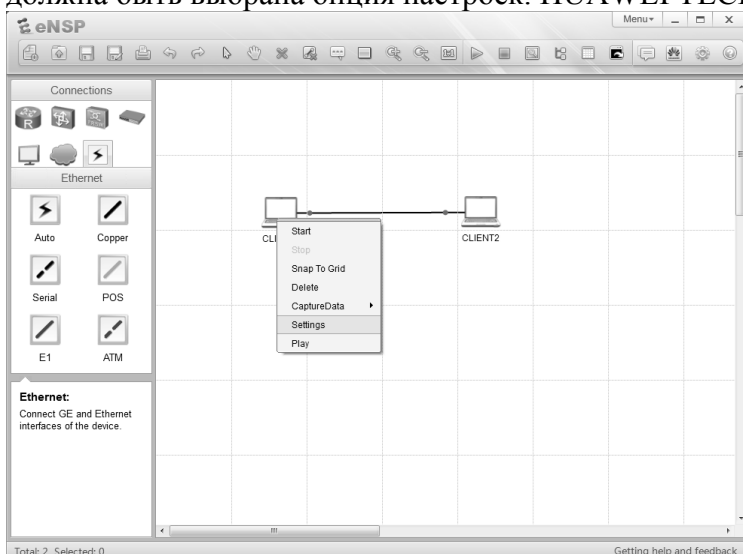 должна быть выбрана опция настроек. HUAWEI TEC
eNSP
Menu
Connections
Ethernet
Auto
Copper
Serial
POS
E1
ATM
Ethernet:
Connect GE and Ethernet
interfaces of the device.
CLI
CLIENT2
Start
Stop
Snap To Grid
Delete
CaptureData
Settings
Play
Total: 2 Selected: 0
Getting help and feedback